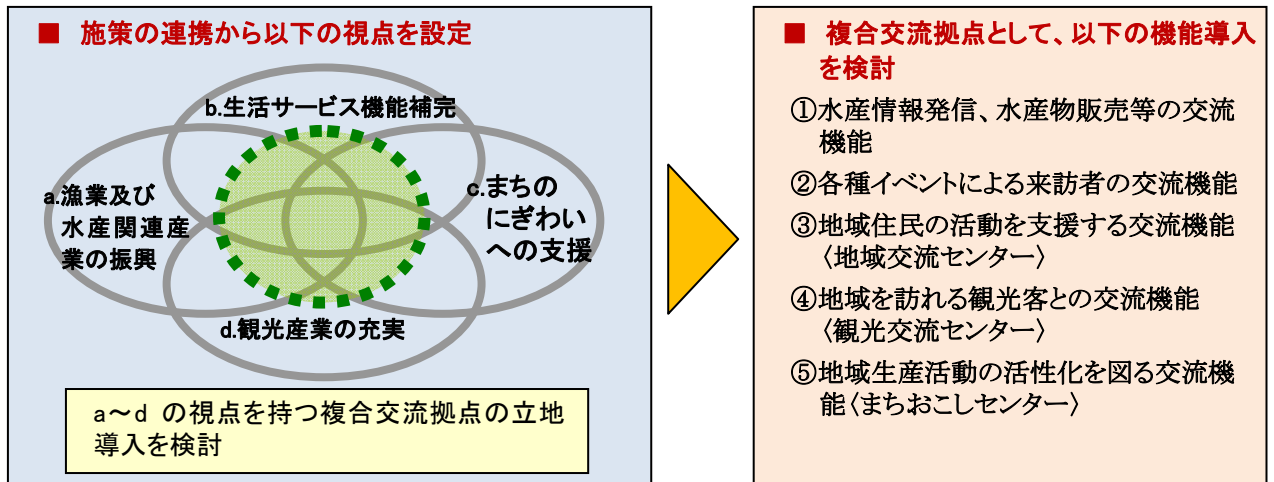 ■ 施策の連携から以下の視点を設定
b.生活サービス機能補完
a.漁業及び
水産関連産
業の振興
c.まちの
にぎわい
への支援
d.観光産業の充実
a～d の視点を持つ複合交流拠点の立地
導入を検討
■ 複合交流拠点として、以下の機能導入
を検討
①水産情報発信、水産物販売等の交流
機能
②各種イベントによる来訪者の交流機能
③地域住民の活動を支援する交流機能
〈地域交流センター〉
④地域を訪れる観光客との交流機能
〈観光交流センター〉
⑤地域生産活動の活性化を図る交流機
能〈まちおこしセンター〉